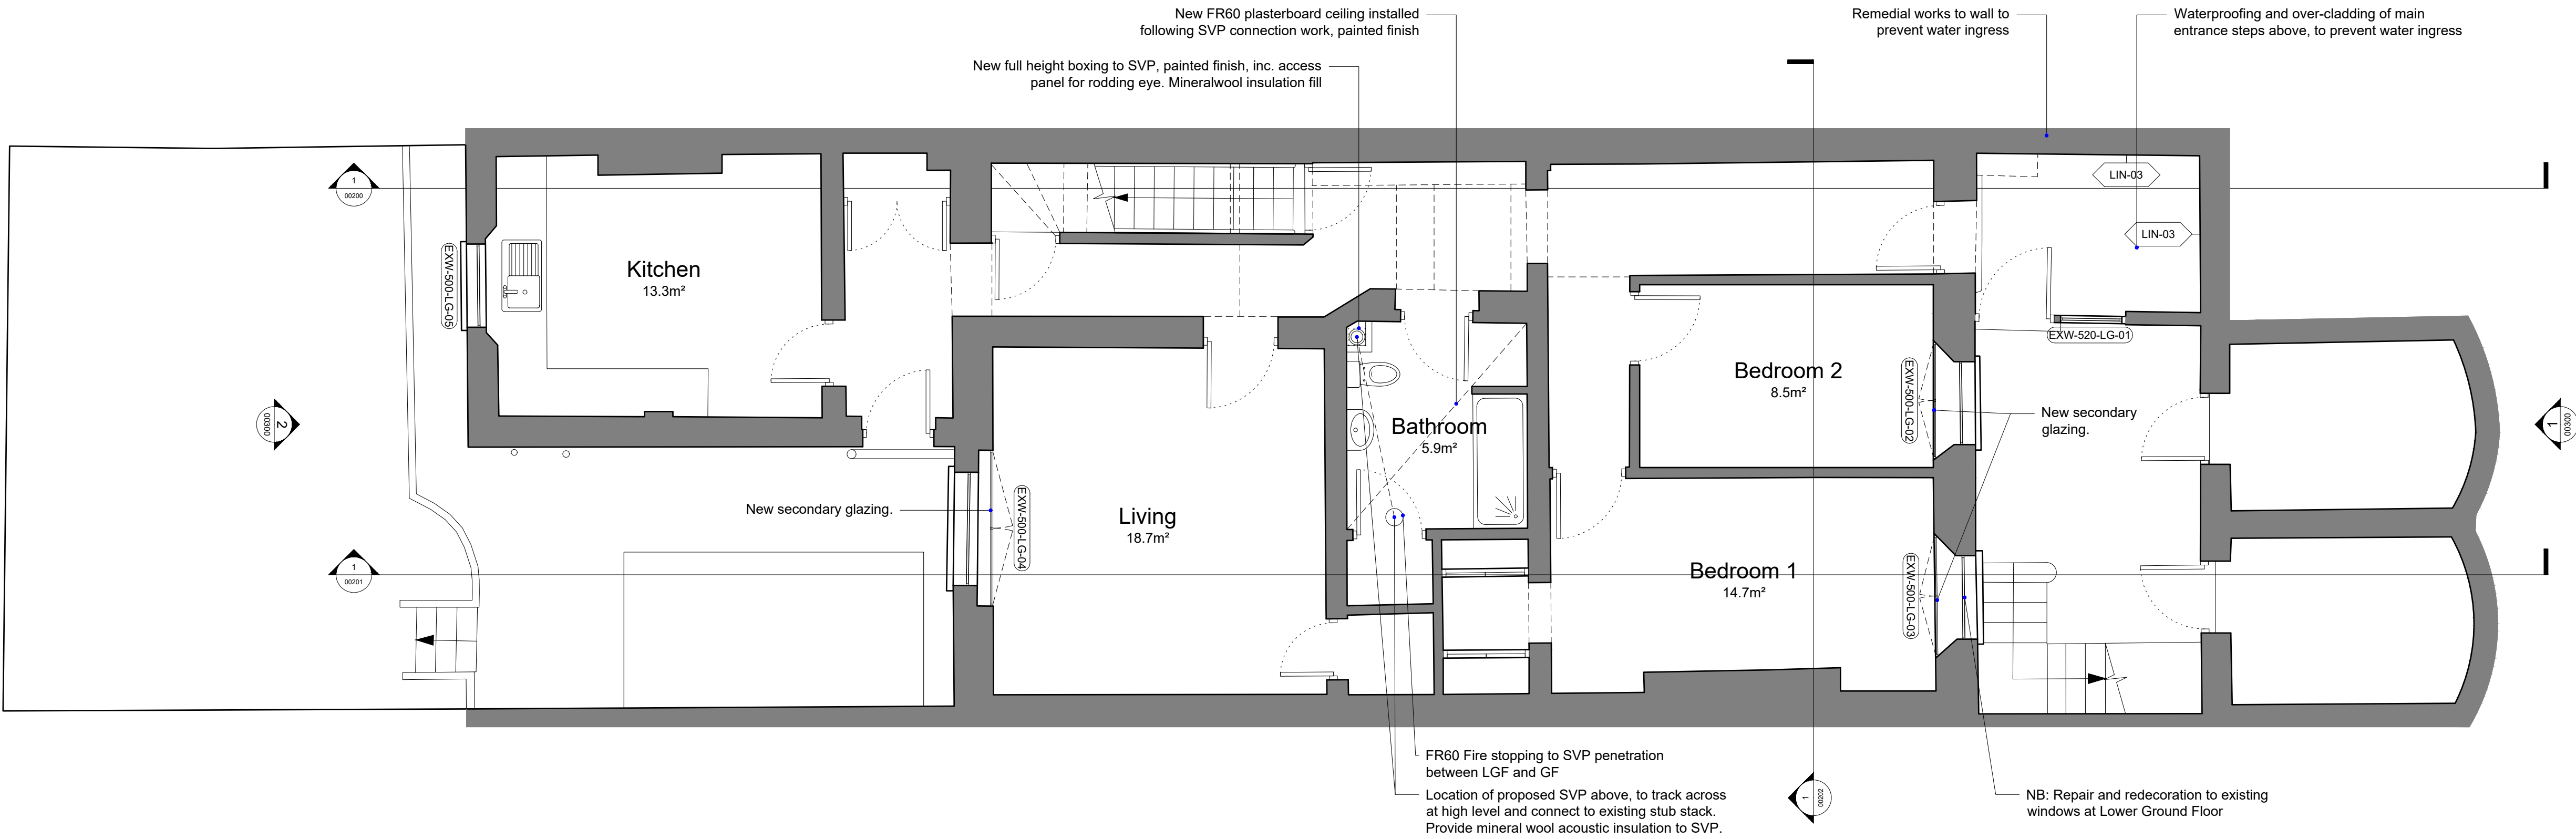 New FR60 plasterboard ceiling installed
following SVP connection work, painted finish
Remedial works to wall to
prevent water ingress
Waterproofing and over-cladding of main
entrance steps above, to prevent water ingress
New full height boxing to SVP, painted finish, inc. access
panel for rodding eye. Mineralwool insulation fill
1
00200
LIN-03
LIN-03
Kitchen
13.3m²
EXW-500-LG-05
EXW-520-LG-01
Bedroom 2
8.5m²
EXW-500-LG-02
New secondary
glazing.
2
00300
1
00300
Bathroom
5.9m²
New secondary glazing.
EXW-500-LG-04
Living
18.7m²
1
00201
Bedroom 1
14.7m²
EXW-500-LG-03
FR60 Fire stopping to SVP penetration
between LGF and GF
Location of proposed SVP above, to track across
at high level and connect to existing stub stack.
Provide mineral wool acoustic insulation to SVP.
1
00202
NB: Repair and redecoration to existing
windows at Lower Ground Floor